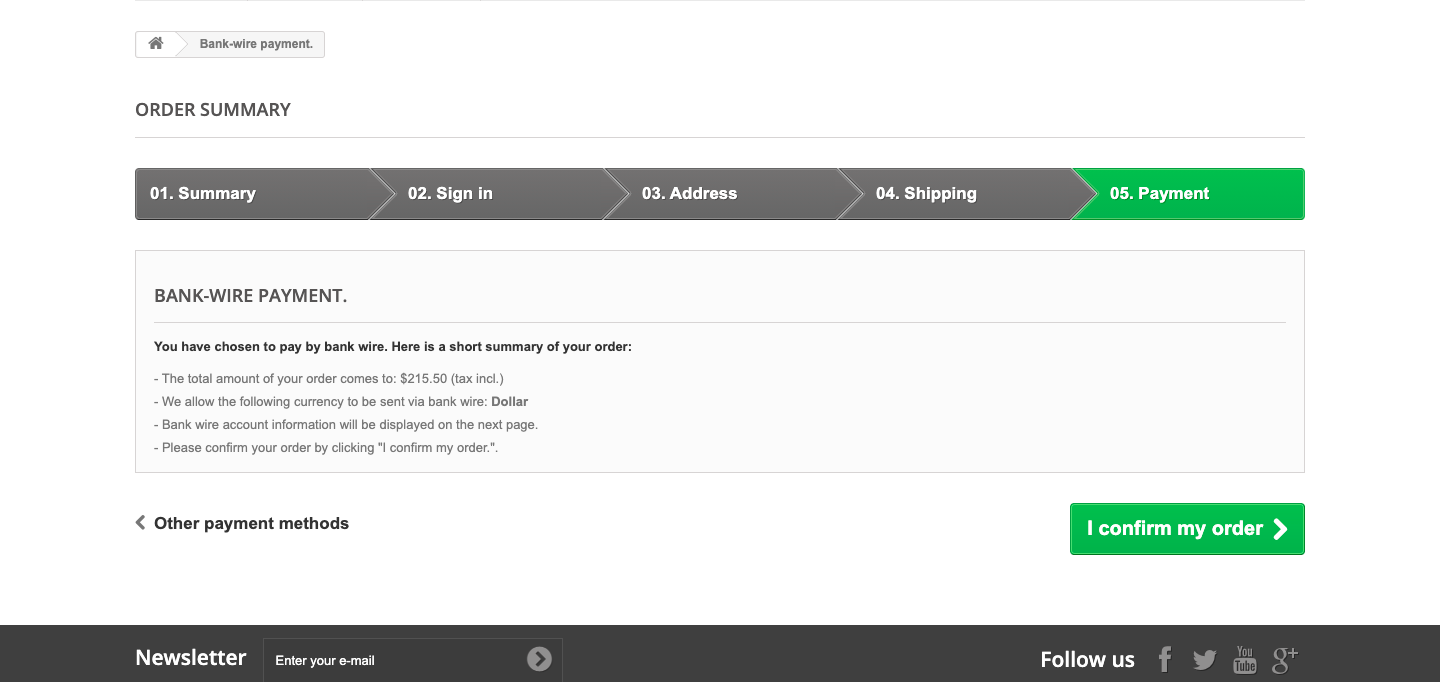 Bank-wire payment.
ORDER SUMMARY
01. Summary
02. Sign in
03. Address
04. Shipping
05. Payment
BANK-WIRE PAYMENT.
You have chosen to pay by bank wire. Here is a short summary of your order:
- The total amount of your order comes to: $215.50 (tax incl.)
- We allow the following currency to be sent via bank wire: Dollar
- Bank wire account information will be displayed on the next page.
- Please confirm your order by clicking "I confirm my order.".
Other payment methods
I confirm my order
Newsletter
Enter your e-mail
Follow us
You
Tube
g+